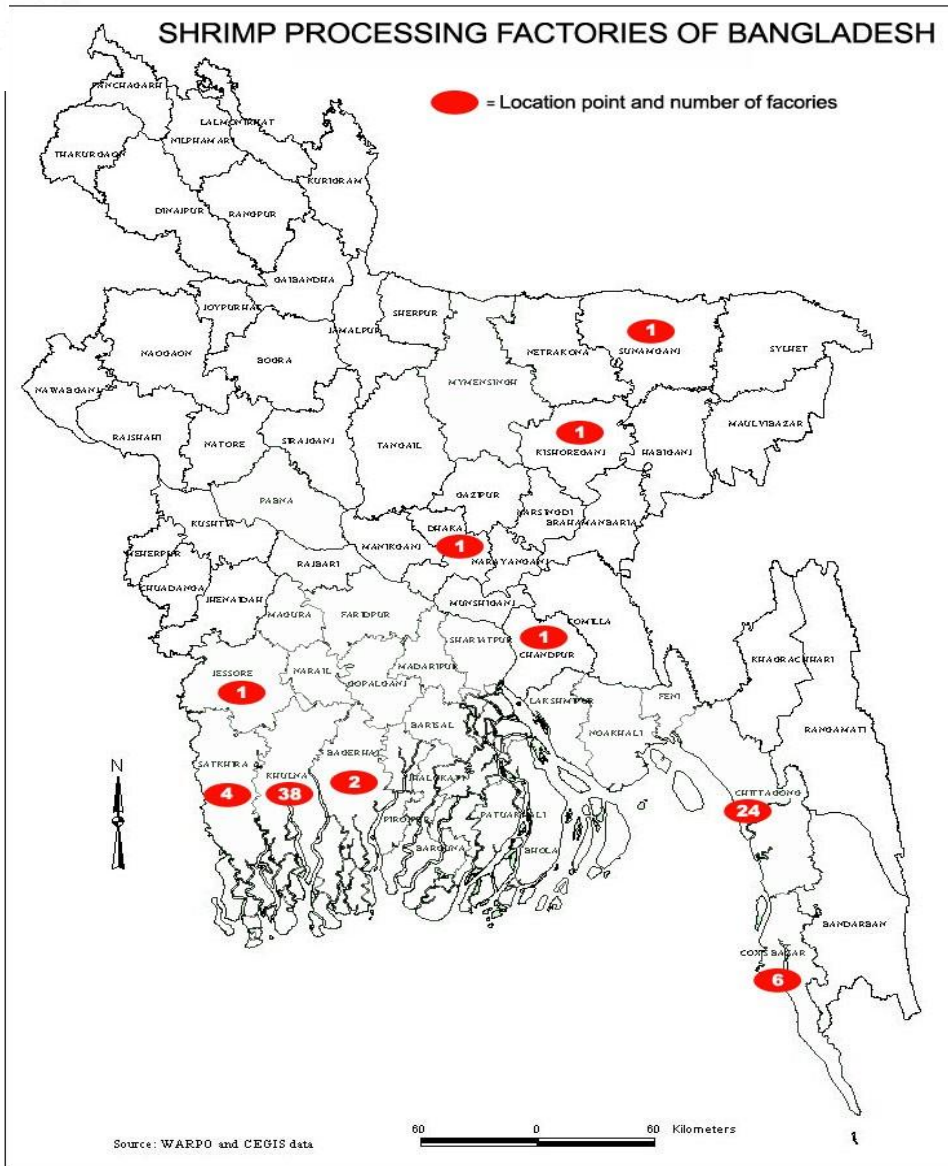 SHRIMP PROCESSING FACTORIES OF BANGLADESH
= Location point and number of facories
PANCHAGARH
LALMONIRHAT
NILPHAMARI
THAKURGAON
KURIGRAM
DINAJPUR
RANGPUR
GAIBANDHA
JOYPURHAT
SHERPUR
JAMALPUR
1
NAOGAON
BOGRA
NETRAKONA
SUNAMGANJ
SYLHET
NAWABGANJ
MYMENSINGH
MAULVIBAZAR
1
RAJSHAHI
NATORE
SIRAJGANJ
TANGAIL
KISHOREGANJ
HABIGANJ
PABNA
GAZIPUR
NARSINGDI
KUSHTIA
DHAKA
BRAHAMANBARIA
MANIKGANJ
1
MEHERPUR
RAJBARI
NARAYANGANJ
CHUADANGA
JHENAIDAH
MUNSHIGANJ
MAGURA
FARIDPUR
COMILLA
SHARIATPUR
1
CHANDPUR
KHAGRACHHARI
JESSORE
NARAIL
MADARIPUR
1
GOPALGANJ
LAKSHMIPUR
FENI
BARISAL
NOAKHALI
RANGAMATI
SATKHIRA
KHULNA
BAGERHAT
JHALOKATI
N
4
38
2
CHITTAGONG
PIROJPUR
PATUAKHALI
24
BARGUNA
BHOLA
BANDARBAN
COX'S BAZAR
6
60 0 60 Kilometers
Source: WARPO and CEGIS data